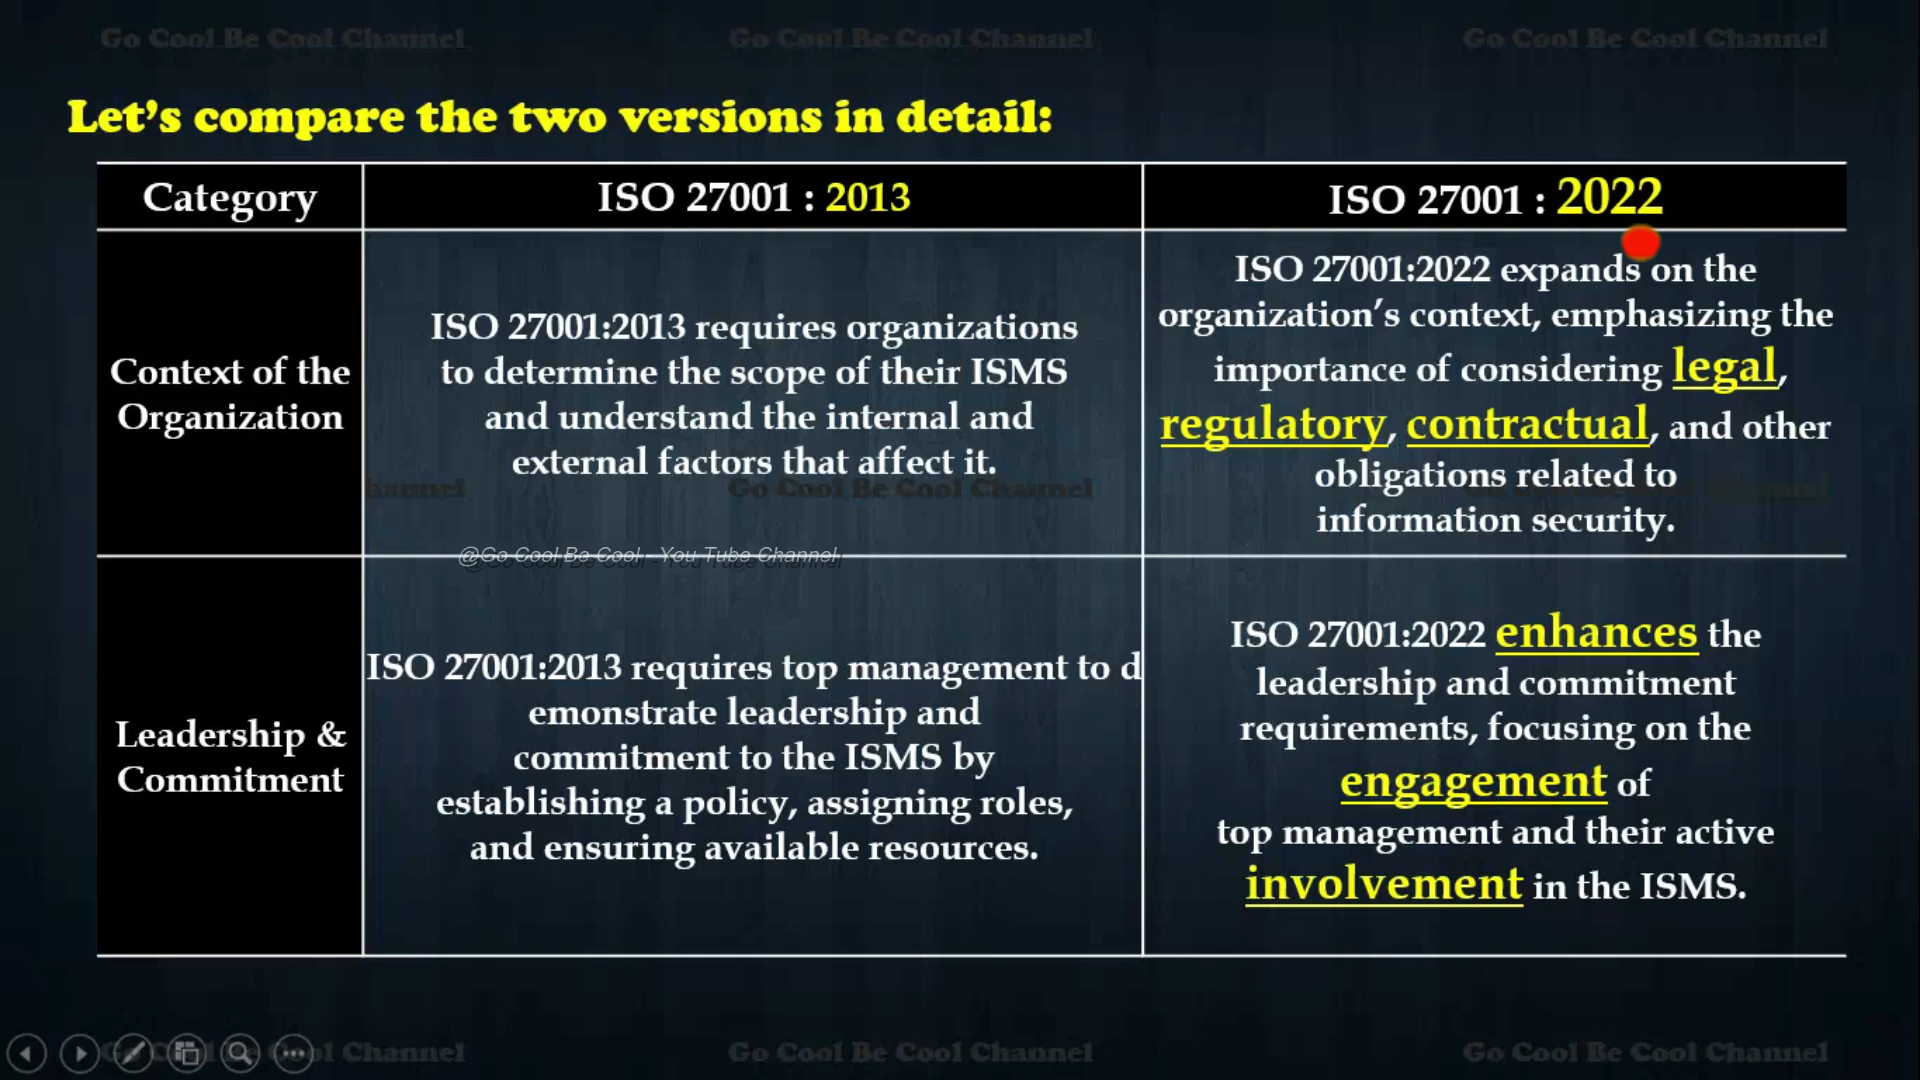 Go Cool Be Cool Channel Go Cool Be Cool Channel Go Cool Be Cool Channel
Let's compare the two versions in detail:
Category
ISO 27001 : 2013
ISO 27001 : 2022
Context of the
Organization
ISO 27001:2013 requires organizations
to determine the scope of their ISMS
and understand the internal and
external factors that affect it.
ISO 27001:2022 expands on the
organization's context, emphasizing the
importance of considering legal,
regulatory, contractual, and other
obligations related to
information security.
hannel Go Cool Be Cool Channel
@Go Cool Be Cool - You Tube Channel
Leadership &
Commitment
ISO 27001:2013 requires top management to d
emonstrate leadership and
commitment to the ISMS by
establishing a policy, assigning roles,
and ensuring available resources.
ISO 27001:2022 enhances the
leadership and commitment
requirements, focusing on the
engagement of
top management and their active
involvement in the ISMS.
Go Cool Be Cool Channel Go Cool Be Cool Channel